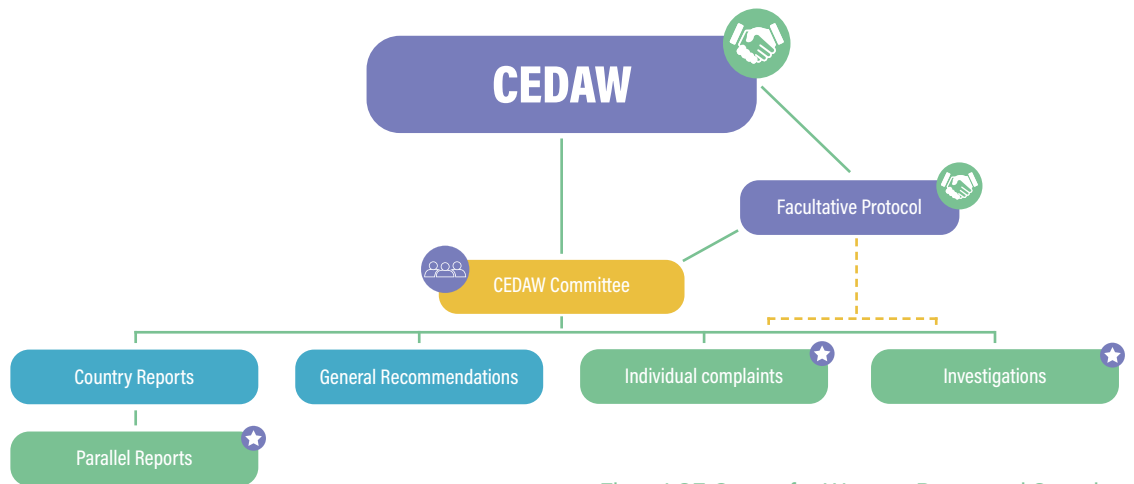 CEDAW
Facultative Protocol
CEDAW Committee
Country Reports
General Recommendations
Individual complaints
Investigations
Parallel Reports